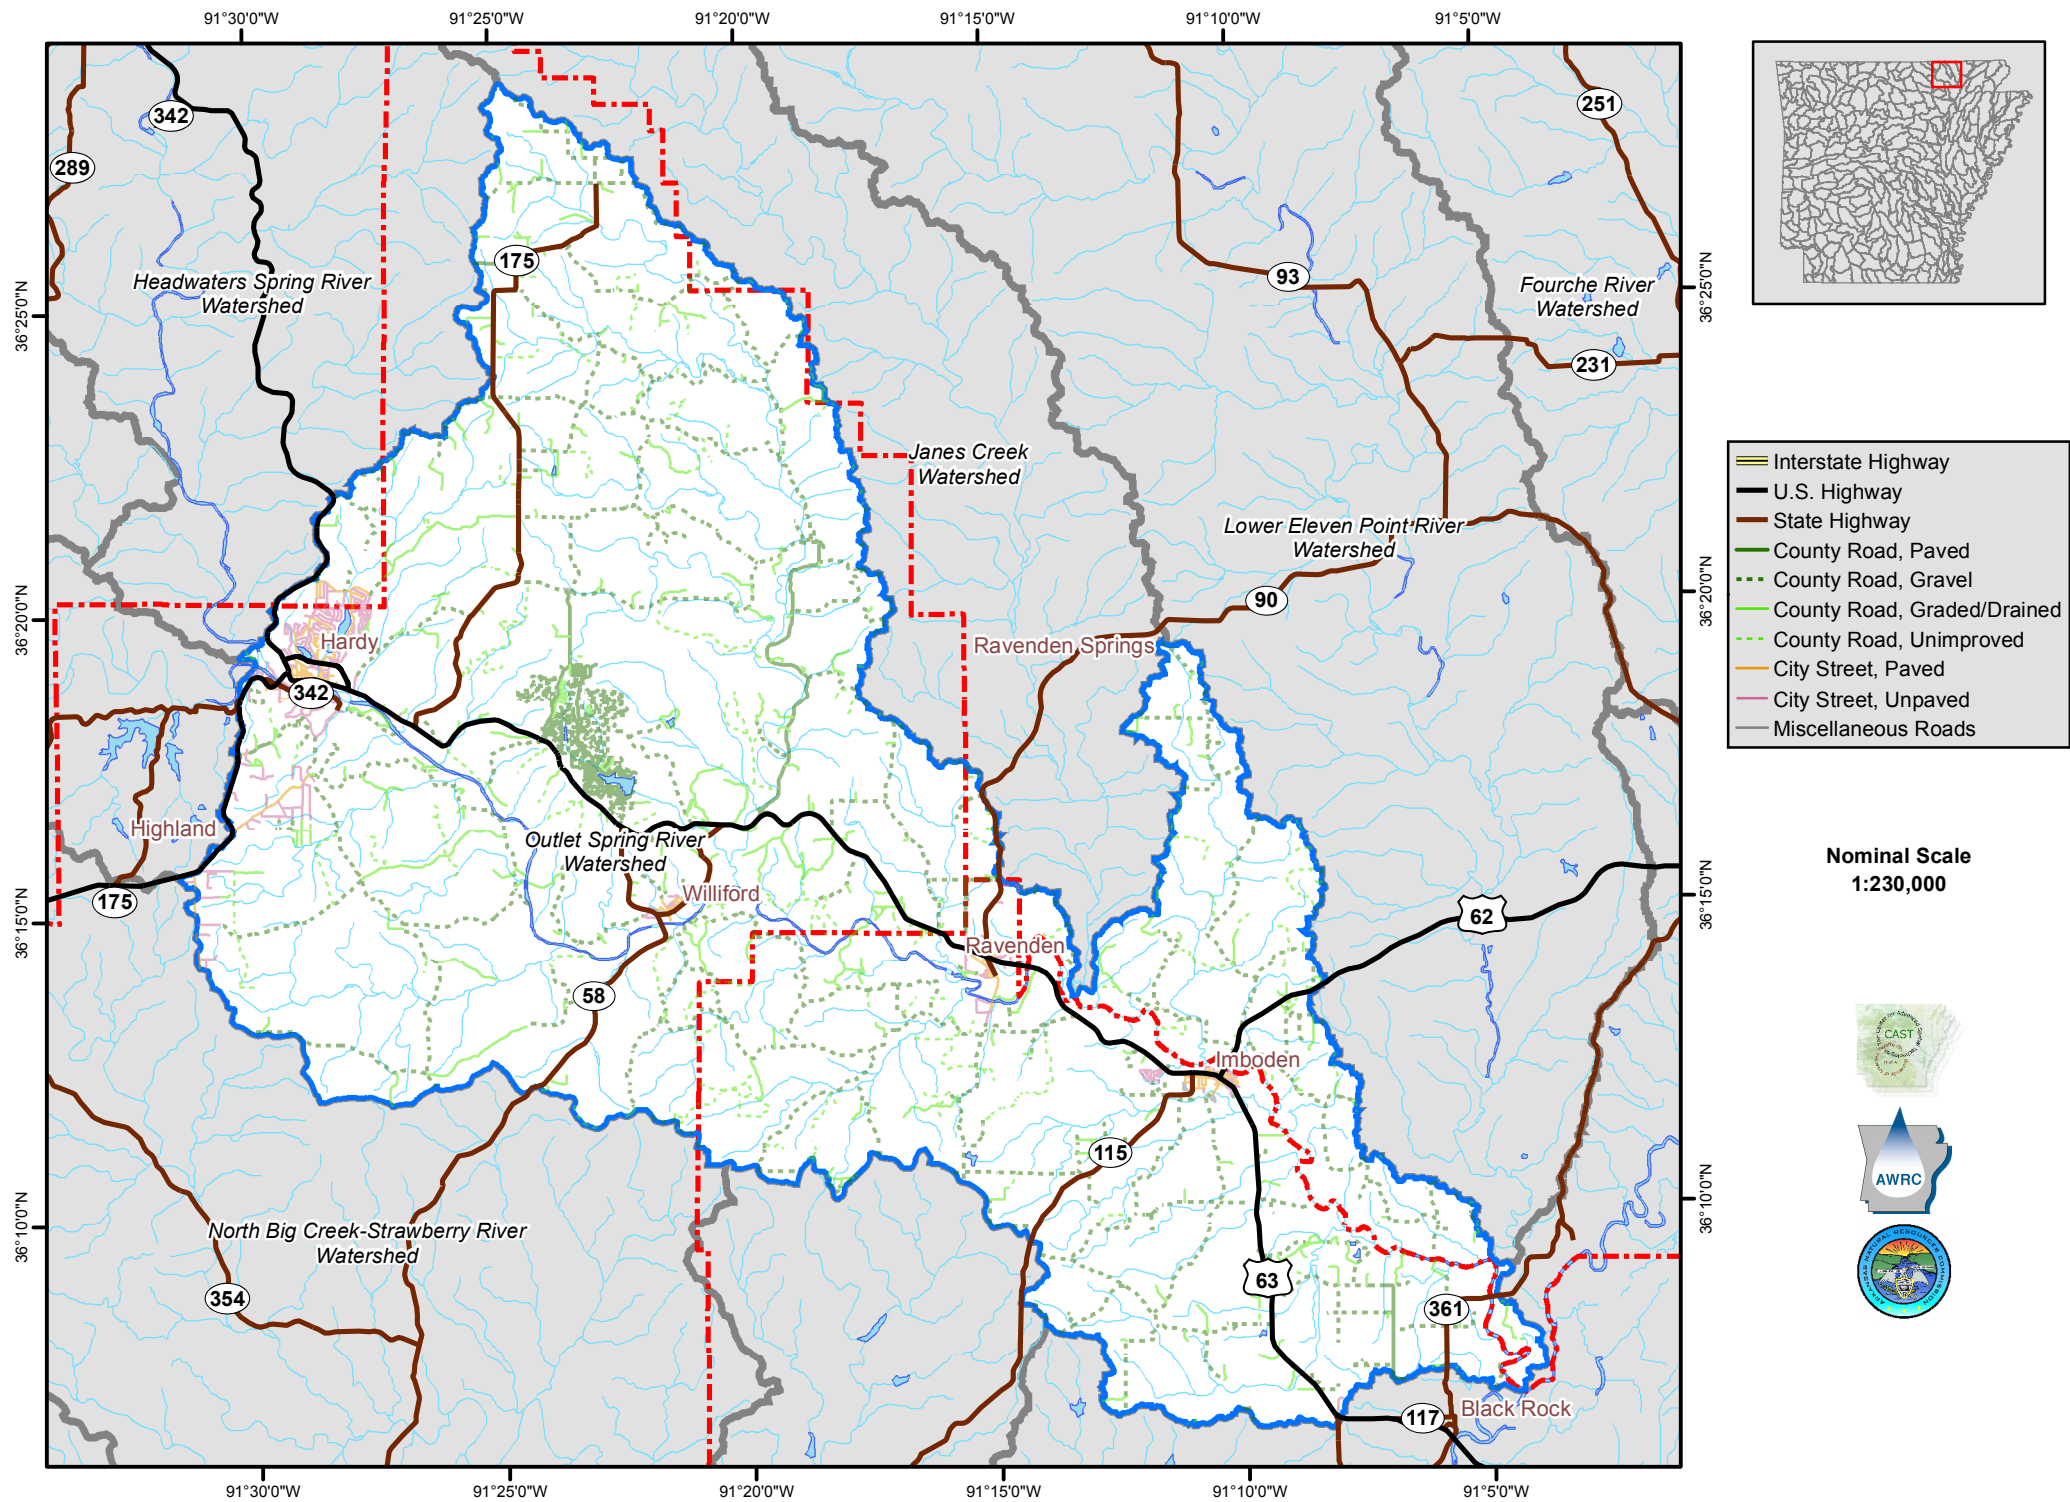 91°30'0"W
91°25'0"W
91°20'0"W
91°15'0"W
91°10'0"W
91°5'0"W
36°25'0"N
36°20'0"N
36°15'0"N
36°10'0"N
36°25'0"N
36°20'0"N
36°15'0"N
36°10'0"N
342
289
251
175
93
231
Headwaters Spring River
Watershed
Fourche River
Watershed
Janes Creek
Watershed
Lower Eleven Point River
Watershed
90
Ravenden Springs
Hardy
342
Highland
175
Outlet Spring River
Watershed
Williford
62
Ravenden
58
Imboden
115
North Big Creek-Strawberry River
Watershed
354
63
361
117
Black Rock
91°30'0"W
91°25'0"W
91°20'0"W
91°15'0"W
91°10'0"W
91°5'0"W
Interstate Highway
U.S. Highway
State Highway
County Road, Paved
County Road, Gravel
County Road, Graded/Drained
County Road, Unimproved
City Street, Paved
City Street, Unpaved
Miscellaneous Roads
Nominal Scale
1:230,000
CAST
AWRC
ARKANSAS NATURAL RESOURCES COMMISSION